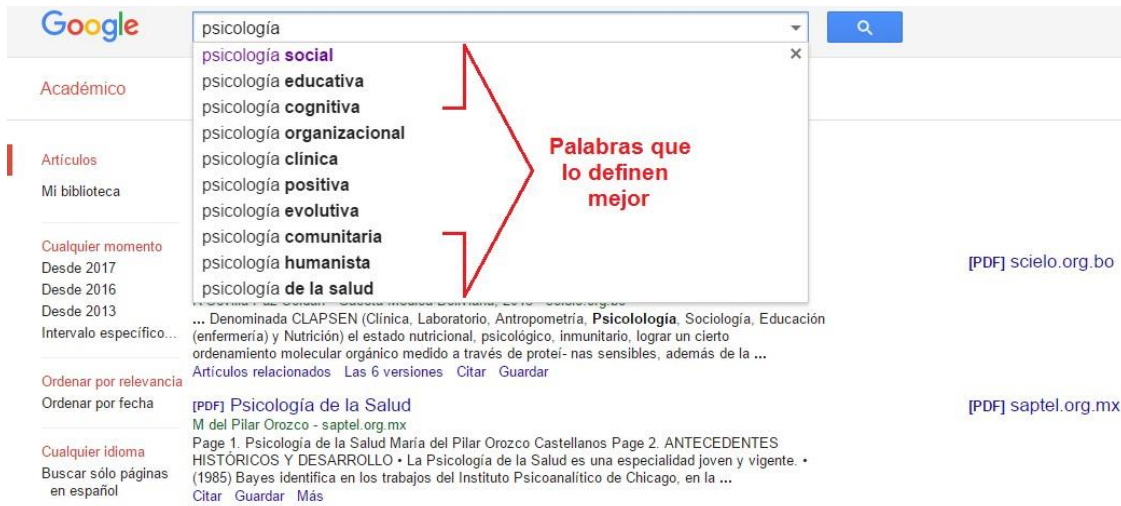 Google
psicología
psicología social
psicología educativa
psicología cognitiva
psicología organizacional
psicología clínica
psicología positiva
psicología evolutiva
psicología comunitaria
psicología humanista
psicología de la salud
Palabras que
lo definen
mejor
Académico
Artículos
Mi biblioteca
Cualquier momento
Desde 2017
Desde 2016
Desde 2013
Intervalo específico...
Ordenar por relevancia
Ordenar por fecha
Cualquier idioma
Buscar sólo páginas
en español
[PDF] scielo.org.bo
... Denominada CLAPSEN (Clínica, Laboratorio, Antropometría, Psicolología, Sociología, Educación
(enfermería) y Nutrición) el estado nutricional, psicológico, inmunitario, lograr un cierto
ordenamiento molecular orgánico medido a través de proteí- nas sensibles, además de la ...
Artículos relacionados Las 6 versiones Citar Guardar
[PDF] Psicología de la Salud
[PDF] saptel.org.mx
M del Pilar Orozco - saptel.org.mx
Page 1. Psicología de la Salud María del Pilar Orozco Castellanos Page 2. ANTECEDENTES
HISTÓRICOS Y DESARROLLO • La Psicología de la Salud es una especialidad joven y vigente. •
(1985) Bayes identifica en los trabajos del Instituto Psicoanalítico de Chicago, en la ...
Citar Guardar Más